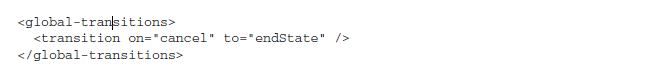 <global-transitions>
  <transition on="cancel" to="endState" />
</global-transitions>